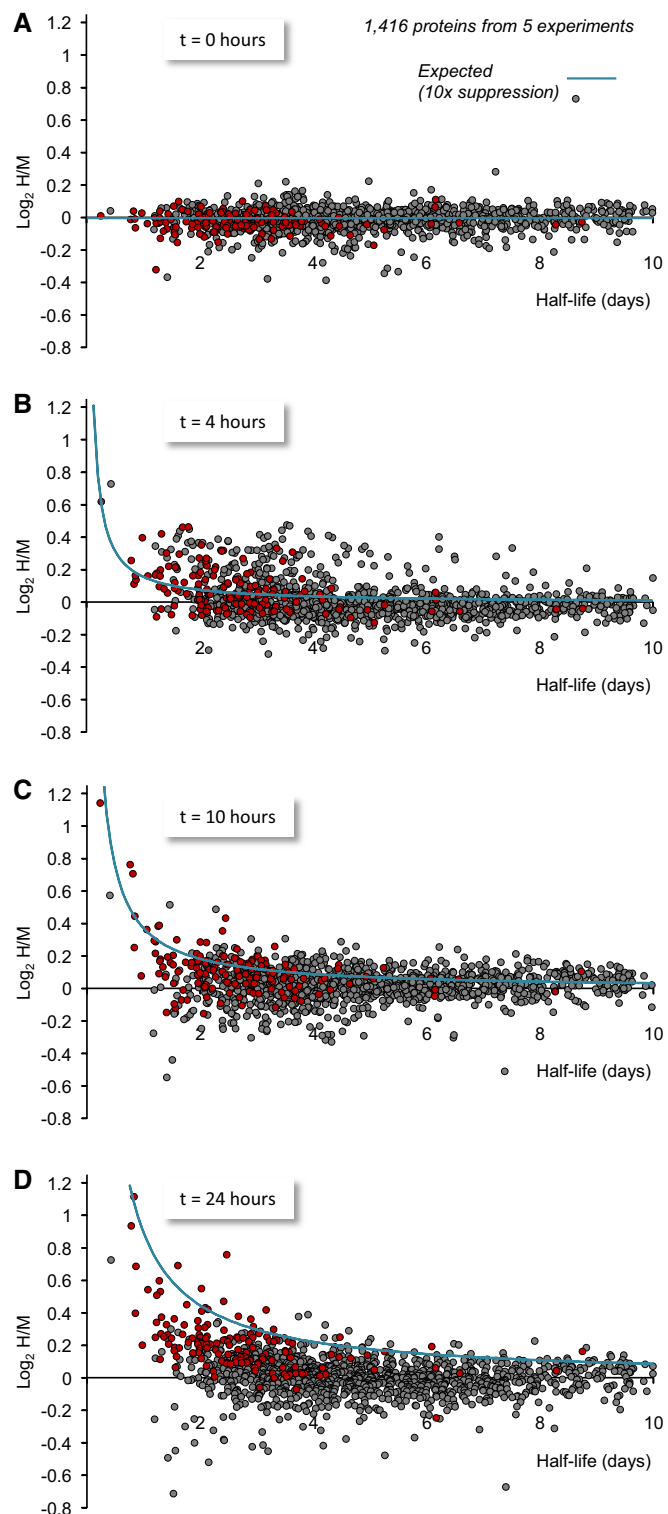 A
t = 0 hours
1,416 proteins from 5 experiments
Expected
(10x suppression)
Log₂ H/M
1.2
1
0.8
0.6
0.4
0.2
0
-0.2
-0.4
-0.6
-0.8
2 4 6 8 10
Half-life (days)
B
t = 4 hours
Log₂ H/M
1.2
1
0.8
0.6
0.4
0.2
0
-0.2
-0.4
-0.6
-0.8
2 4 6 8 10
Half-life (days)
C
t = 10 hours
Log₂ H/M
1.2
1
0.8
0.6
0.4
0.2
0
-0.2
-0.4
-0.6
-0.8
2 4 6 8 10
Half-life (days)
D
t = 24 hours
Log₂ H/M
1.2
1
0.8
0.6
0.4
0.2
0
-0.2
-0.4
-0.6
-0.8
2 4 6 8 10
Half-life (days)